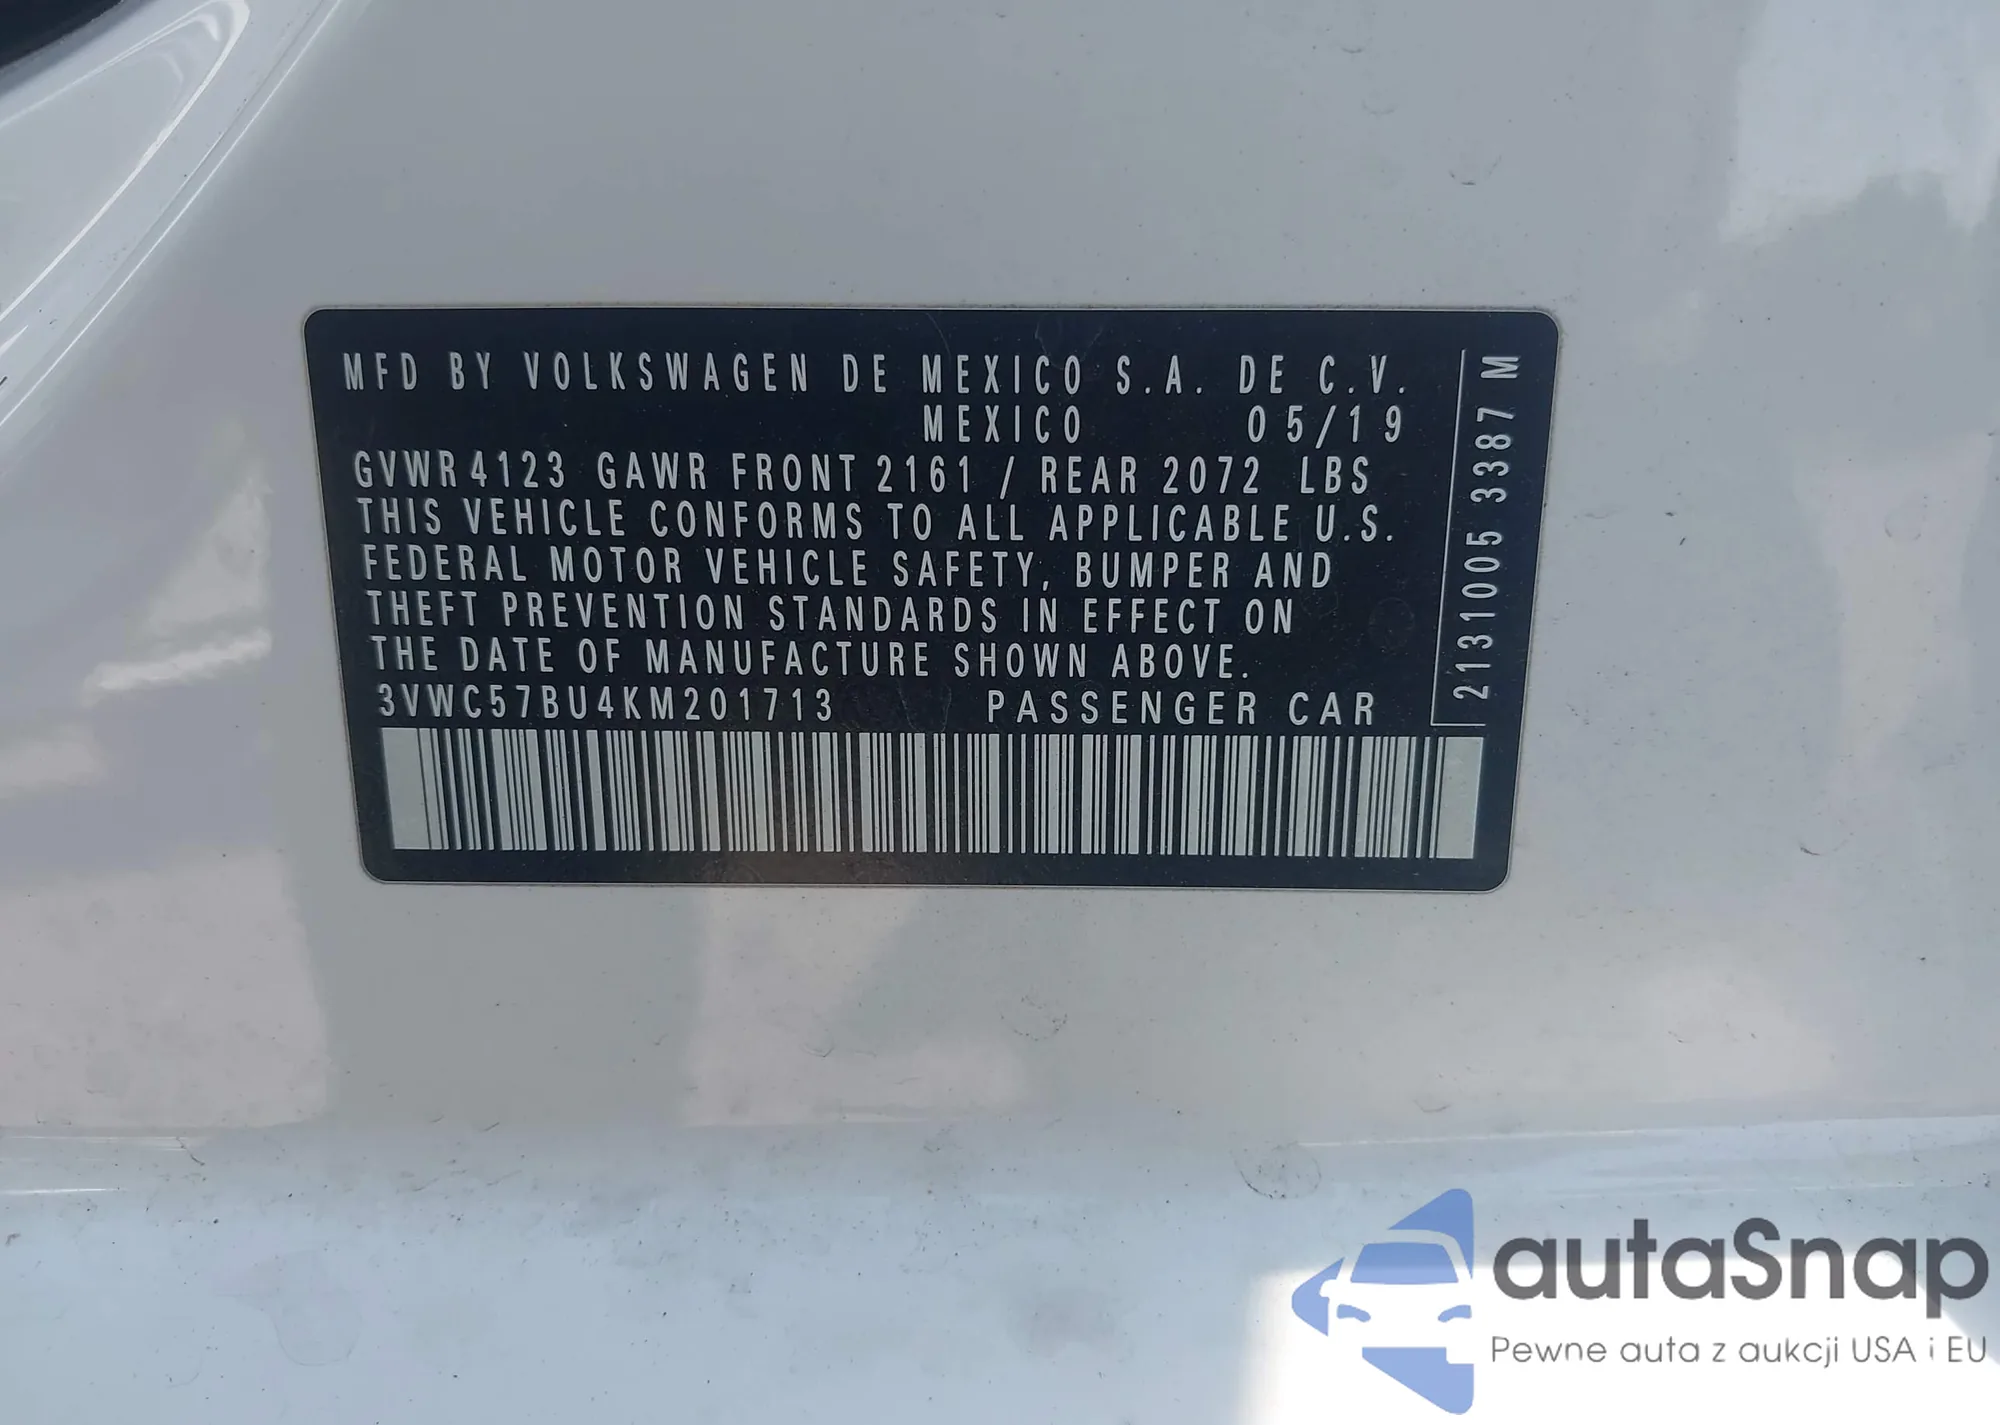 MFD BY VOLKSWAGEN DE MEXICO S.A. DE C.V.
MEXICO 05/19
GVWR 4123 GAWR FRONT 2161 / REAR 2072 LBS
THIS VEHICLE CONFORMS TO ALL APPLICABLE U.S.
FEDERAL MOTOR VEHICLE SAFETY, BUMPER AND
THEFT PREVENTION STANDARDS IN EFFECT ON
THE DATE OF MANUFACTURE SHOWN ABOVE.
3VWC57BU4KM201713 PASSENGER CAR
2131005 3387 M
autaSnap
Pewne auta z aukcji USA i EU